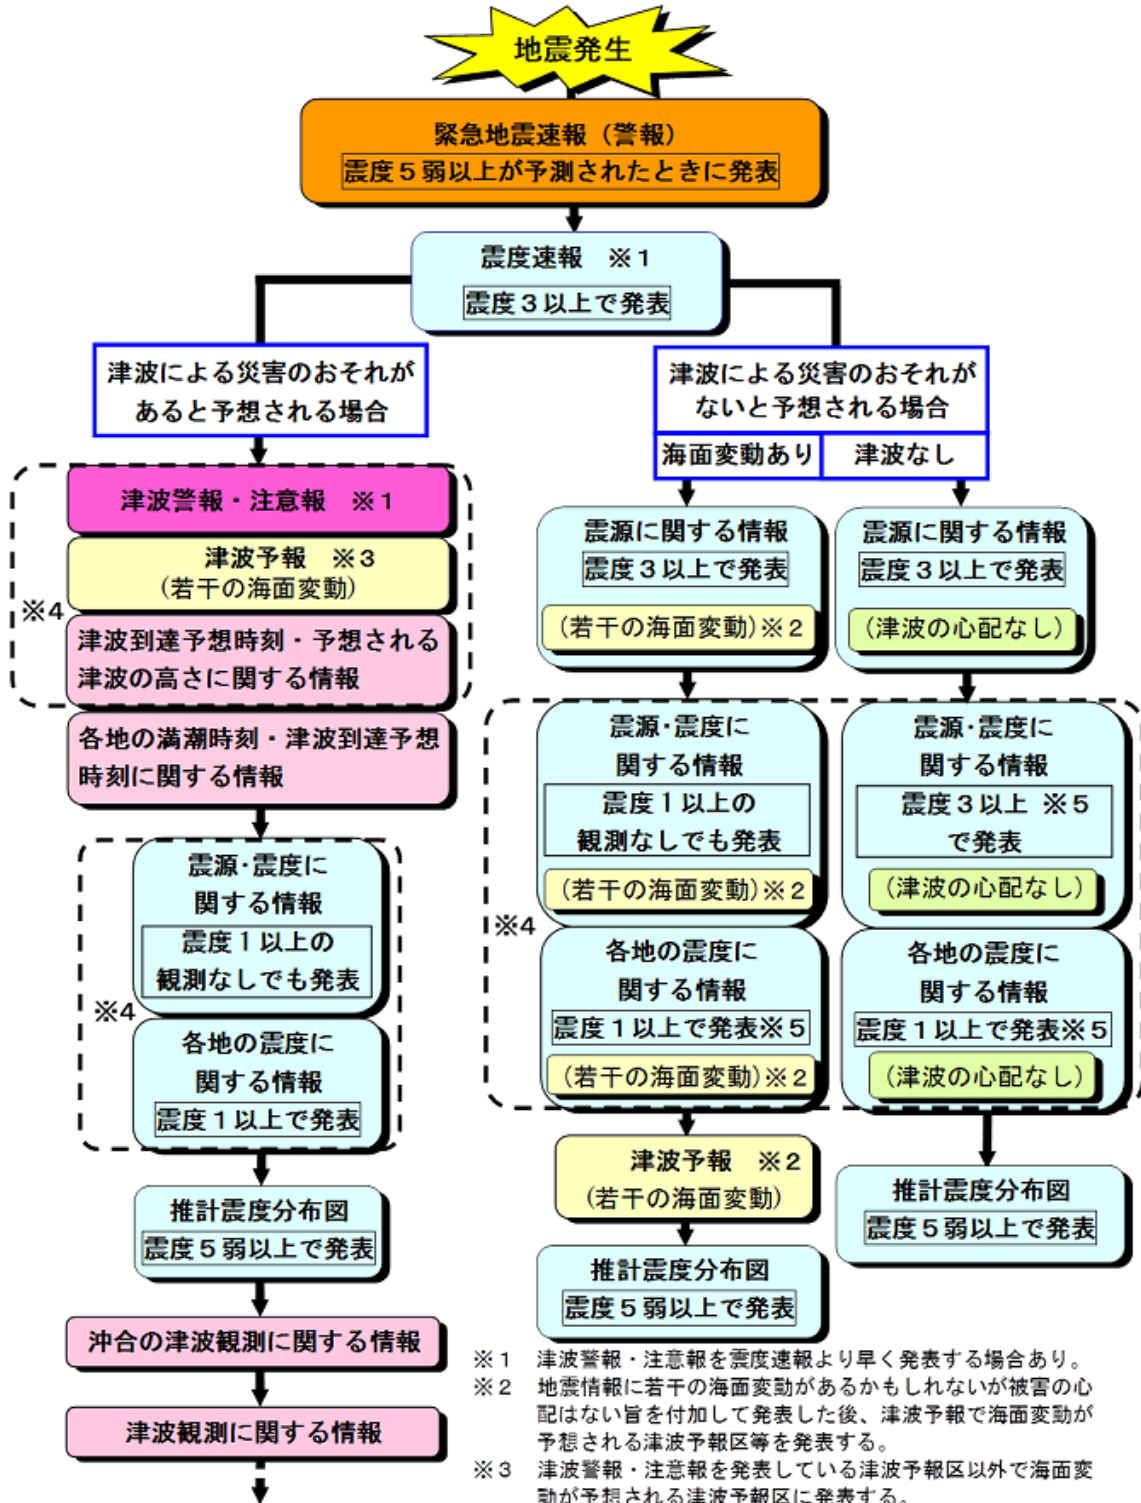 地震発生
緊急地震速報（警報）
震度５弱以上が予測されたときに発表
震度速報　※１
震度３以上で発表
津波による災害のおそれが
あると予想される場合
津波警報・注意報　※１
津波予報　※３
(若干の海面変動)
津波到達予想時刻・予想される
津波の高さに関する情報
※4
各地の満潮時刻・津波到達予想
時刻に関する情報
震源・震度に
関する情報
震度１以上の
観測なしでも発表
※4
各地の震度に
関する情報
震度１以上で発表
推計震度分布図
震度５弱以上で発表
沖合の津波観測に関する情報
津波観測に関する情報
津波による災害のおそれが
ないと予想される場合
海面変動あり
津波なし
震源に関する情報
震度３以上で発表
(若干の海面変動)※２
震源・震度に
関する情報
震度１以上の
観測なしでも発表
(若干の海面変動)※２
※4
各地の震度に
関する情報
震度１以上で発表※５
(若干の海面変動)※２
津波予報　※２
(若干の海面変動)
推計震度分布図
震度５弱以上で発表
震源に関する情報
震度３以上で発表
(津波の心配なし)
震源・震度に
関する情報
震度３以上 ※５
で発表
(津波の心配なし)
各地の震度に
関する情報
震度１以上で発表※５
(津波の心配なし)
推計震度分布図
震度５弱以上で発表
※１　津波警報・注意報を震度速報より早く発表する場合あり。
※２　地震情報に若干の海面変動があるかもしれないが被害の心
配はない旨を付加して発表した後、津波予報で海面変動が
予想される津波予報区等を発表する。
※３　津波警報・注意報を発表している津波予報区以外で海面変
動が予想される津波予報区に発表する。